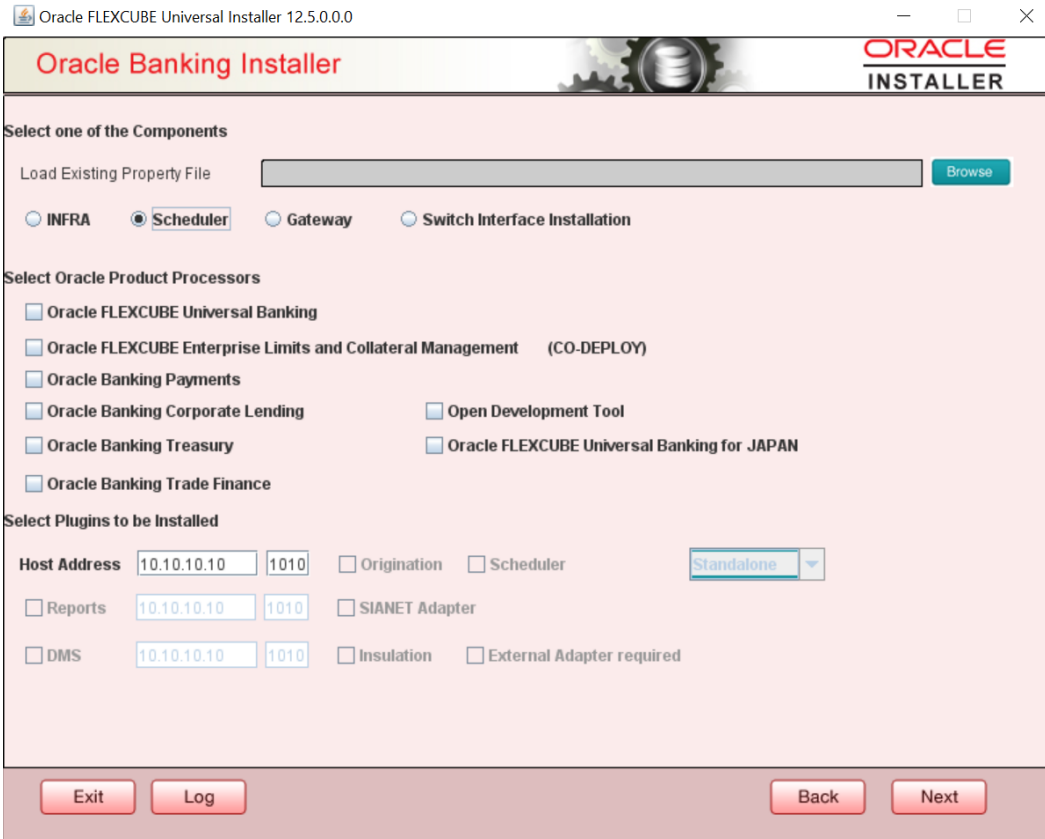 Oracle FLEXCUBE Universal Installer 12.5.0.0.0
Oracle Banking Installer
ORACLE
INSTALLER
Select one of the Components
Load Existing Property File Browse
INFRA Scheduler Gateway Switch Interface Installation
Select Oracle Product Processors
Oracle FLEXCUBE Universal Banking
Oracle FLEXCUBE Enterprise Limits and Collateral Management (CO-DEPLOY)
Oracle Banking Payments
Oracle Banking Corporate Lending Open Development Tool
Oracle Banking Treasury Oracle FLEXCUBE Universal Banking for JAPAN
Oracle Banking Trade Finance
Select Plugins to be Installed
Host Address 10.10.10.10 1010 Origination Scheduler Standalone
Reports 10.10.10.10 1010 SIANET Adapter
DMS 10.10.10.10 1010 Insulation External Adapter required
Exit Log Back Next